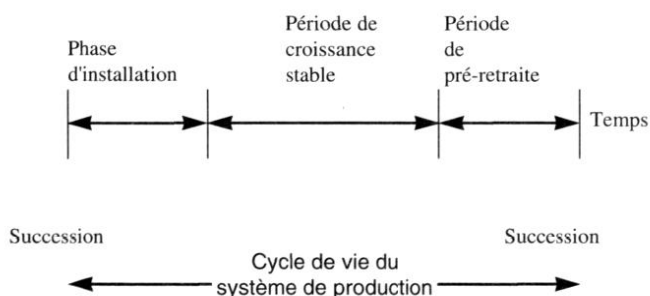 Phase
d'installation
Période de
croissance
stable
Période
de
pré-retraite
Temps
Succession
Succession
Cycle de vie du
système de production